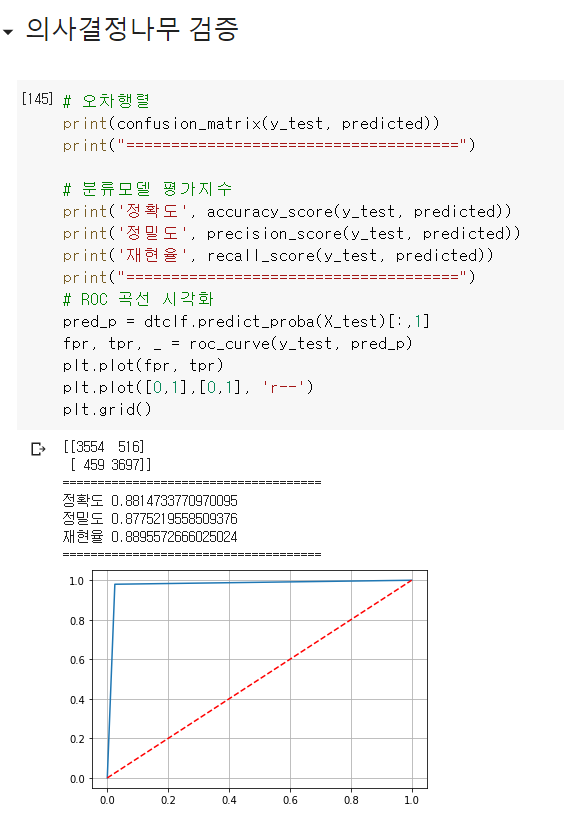 의사결정나무 검증
[145] # 오차행렬
print(confusion_matrix(y_test, predicted))
print("=====================================")
# 분류모델 평가지수
print('정확도', accuracy_score(y_test, predicted))
print('정밀도', precision_score(y_test, predicted))
print('재현율', recall_score(y_test, predicted))
print("=====================================")
# ROC 곡선 시각화
pred_p = dtclf.predict_proba(X_test)[:,1]
fpr, tpr, _ = roc_curve(y_test, pred_p)
plt.plot(fpr, tpr)
plt.plot([0,1],[0,1], 'r--')
plt.grid()
[[3554  516]
 [ 459 3697]]
=====================================
정확도 0.8814733770970095
정밀도 0.8775219558509376
재현율 0.8895572666025024
=====================================
1.0
0.8
0.6
0.4
0.2
0.0
0.0 0.2 0.4 0.6 0.8 1.0